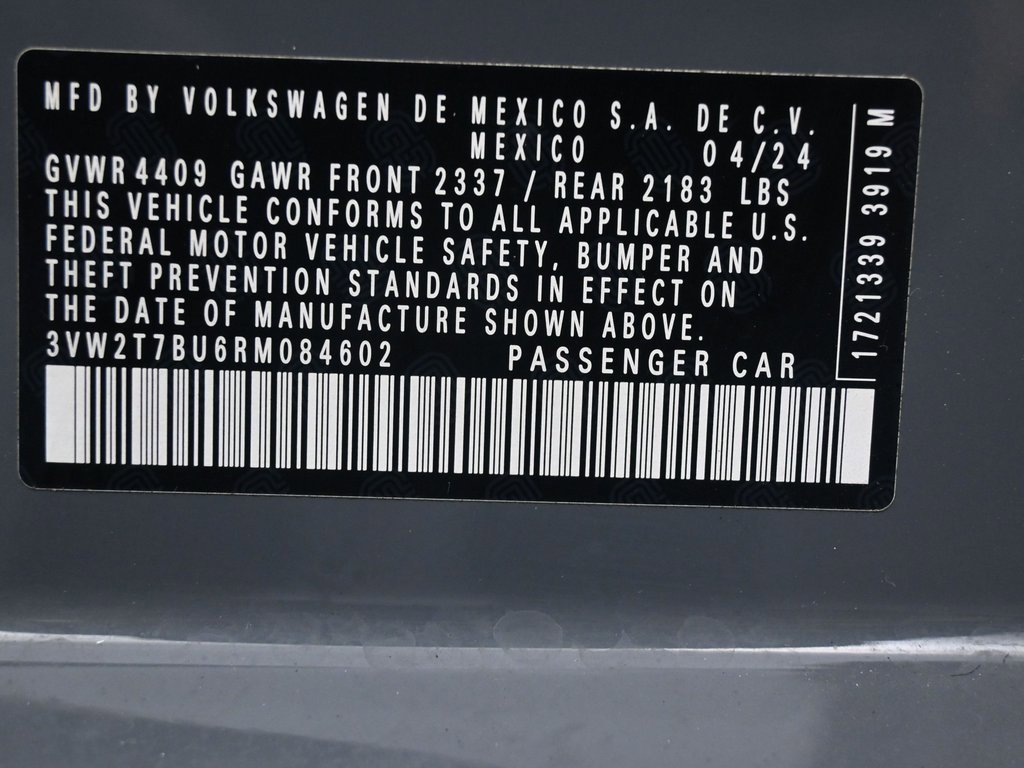 MFD BY VOLKSWAGEN DE MEXICO S.A. DE C.V.
MEXICO 04/24
GVWR 4409 GAWR FRONT 2337 / REAR 2183 LBS
THIS VEHICLE CONFORMS TO ALL APPLICABLE U.S.
FEDERAL MOTOR VEHICLE SAFETY, BUMPER AND
THEFT PREVENTION STANDARDS IN EFFECT ON
THE DATE OF MANUFACTURE SHOWN ABOVE.
3VW2T7BU6RM084602 PASSENGER CAR
1721339 3919 M